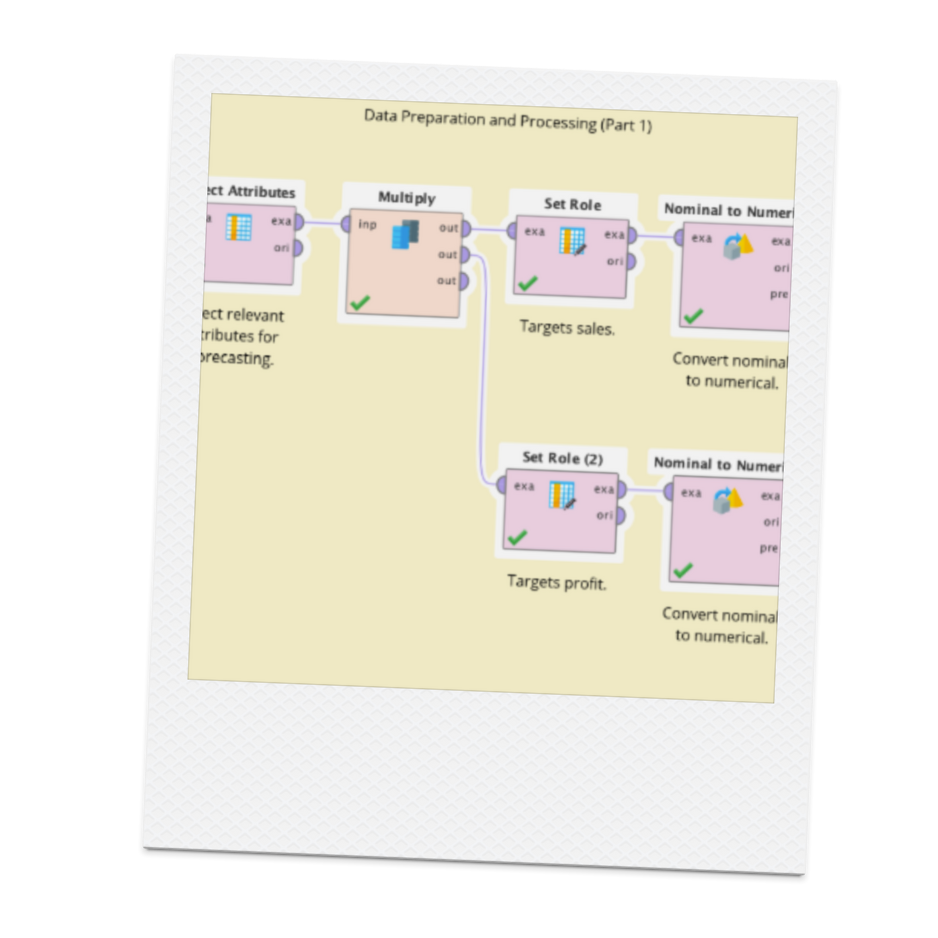 Data Preparation and Processing (Part 1)
ect Attributes
exa
ori
ect relevant
tributes for
orecasting.
Multiply
inp
out
out
out
Set Role
exa
exa
ori
Targets sales.
Nominal to Numeri
exa
exa
ori
pre
Convert nominal
to numerical.
Set Role (2)
exa
exa
ori
Targets profit.
Nominal to Numeri
exa
exa
ori
pre
Convert nominal
to numerical.